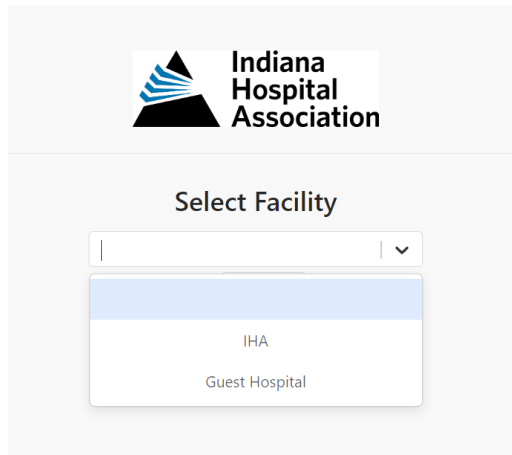 Indiana
Hospital
Association
Select Facility
IHA
Guest Hospital